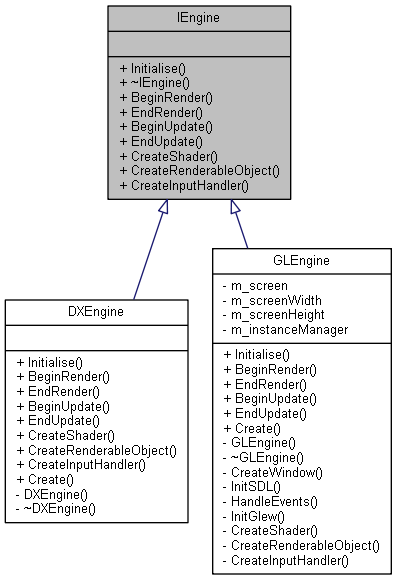 IEngine
+ Initialise()
+ ~IEngine()
+ BeginRender()
+ EndRender()
+ BeginUpdate()
+ EndUpdate()
+ CreateShader()
+ CreateRenderableObject()
+ CreateInputHandler()
DXEngine
+ Initialise()
+ BeginRender()
+ EndRender()
+ BeginUpdate()
+ EndUpdate()
+ CreateShader()
+ CreateRenderableObject()
+ CreateInputHandler()
+ Create()
- DXEngine()
- ~DXEngine()
GLEngine
- m_screen
- m_screenWidth
- m_screenHeight
- m_instanceManager
+ Initialise()
+ BeginRender()
+ EndRender()
+ BeginUpdate()
+ EndUpdate()
+ Create()
- GLEngine()
- ~GLEngine()
- CreateWindow()
- InitSDL()
- HandleEvents()
- InitGlew()
- CreateShader()
- CreateRenderableObject()
- CreateInputHandler()